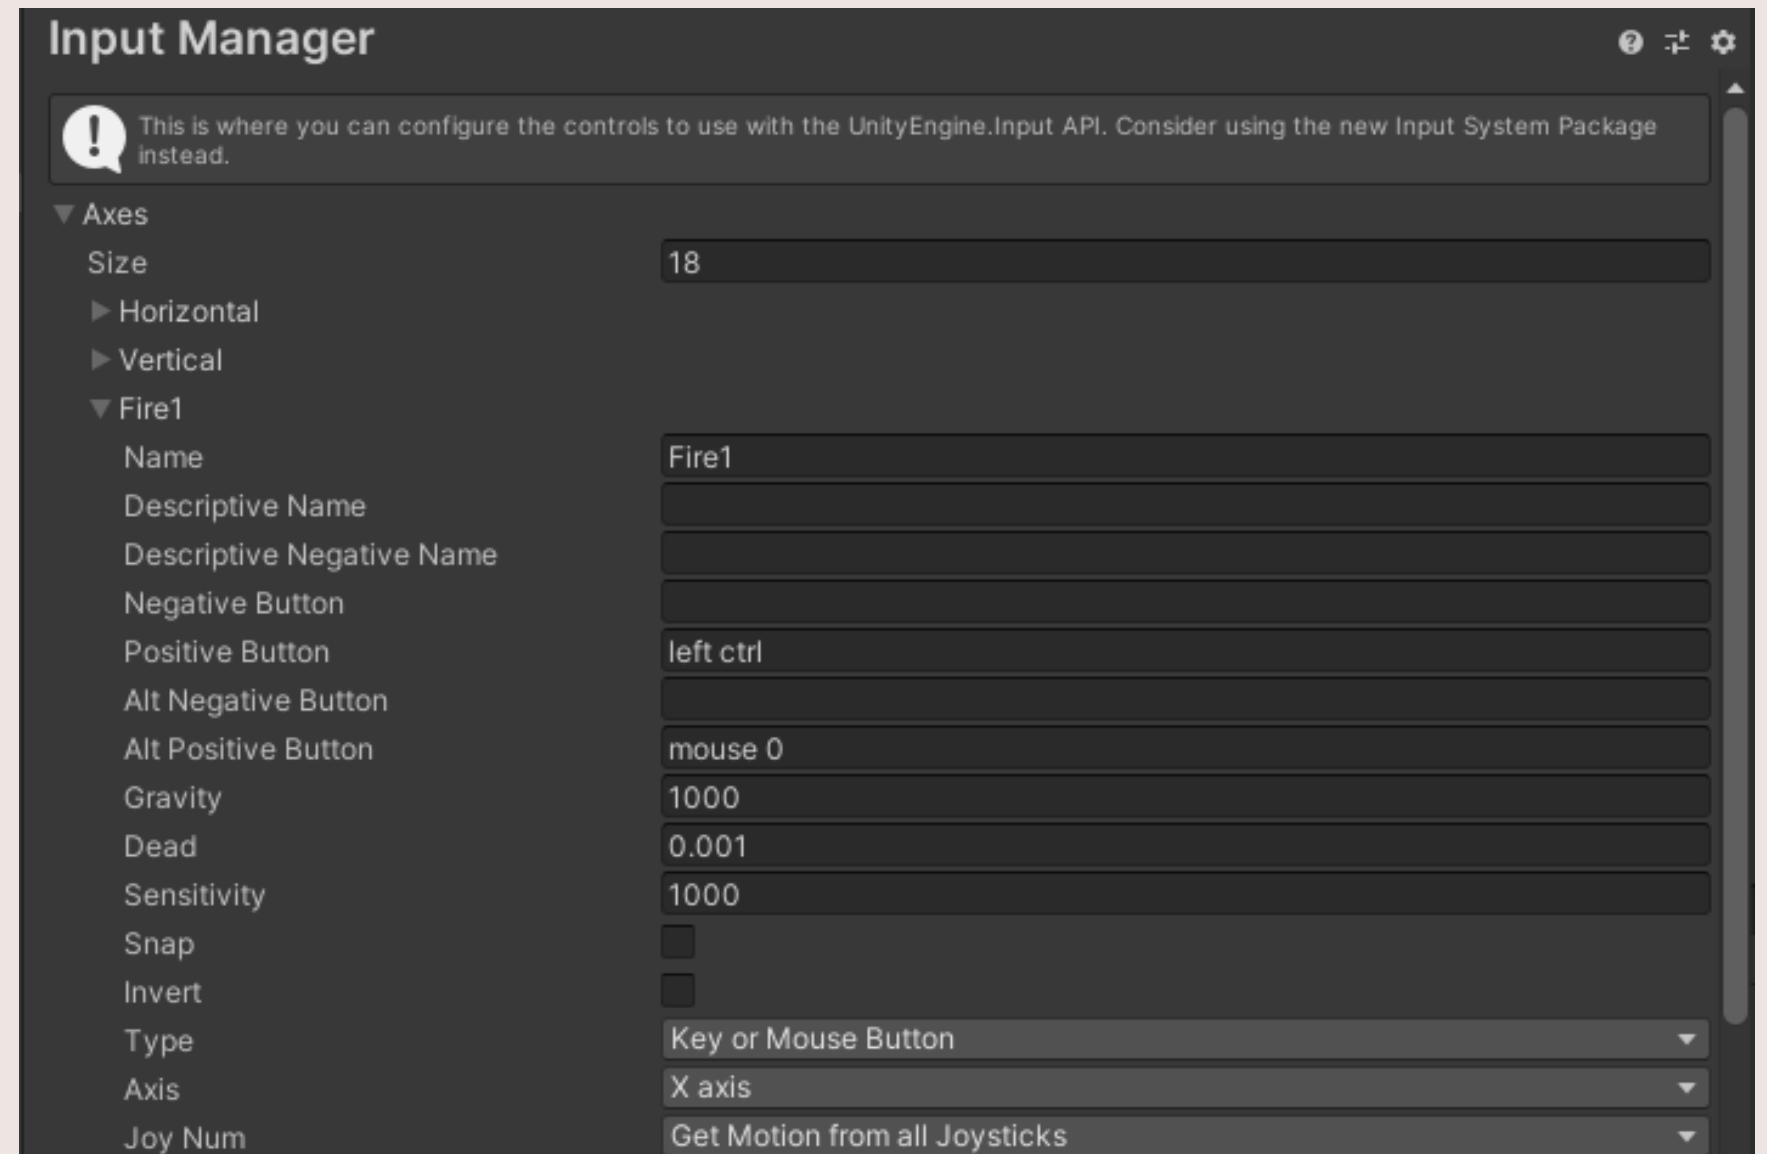 Input Manager
This is where you can configure the controls to use with the UnityEngine.Input API. Consider using the new Input System Package
instead.
Axes
Size 18
Horizontal
Vertical
Fire1
Name Fire1
Descriptive Name
Descriptive Negative Name
Negative Button
Positive Button left ctrl
Alt Negative Button
Alt Positive Button mouse 0
Gravity 1000
Dead 0.001
Sensitivity 1000
Snap
Invert
Type Key or Mouse Button
Axis X axis
Joy Num Get Motion from all Joysticks